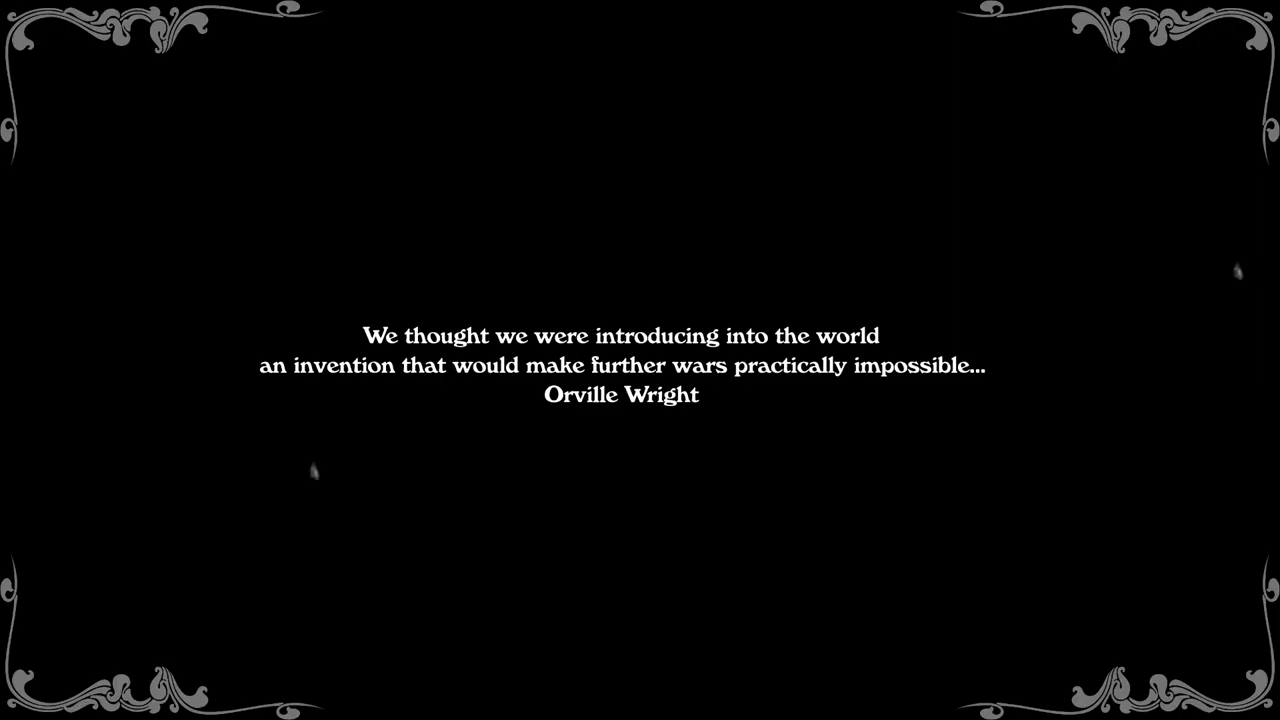 We thought we were introducing into the world
an invention that would make further wars practically impossible...
Orville Wright